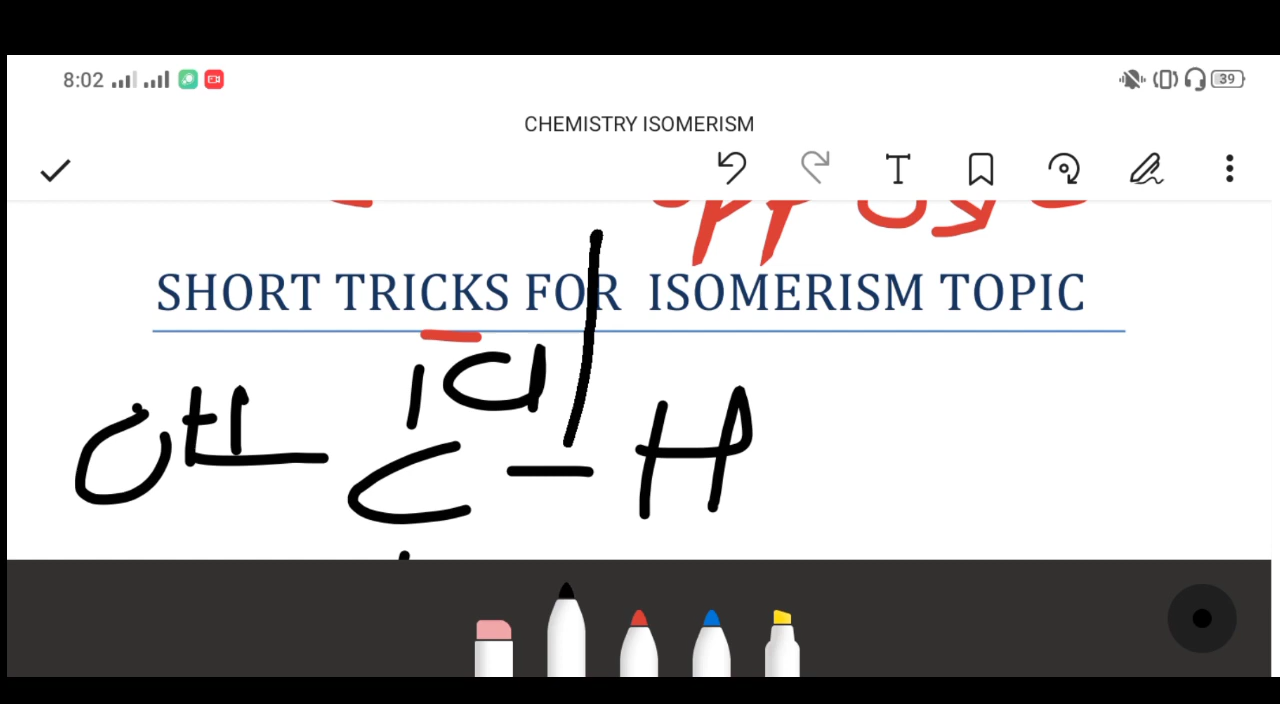 8:02 39
CHEMISTRY ISOMERISM
T
SHORT TRICKS FOR ISOMERISM TOPIC
Cl
OH C H